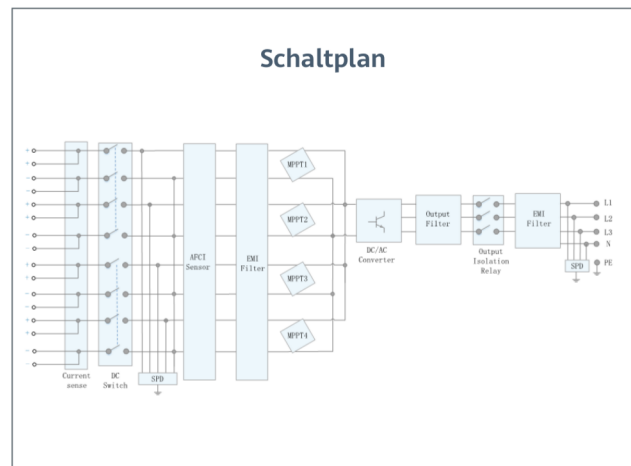 Schaltplan
Current
sense
DC
Switch
SPD
AFCI
Sensor
EMI
Filter
MPPT1
MPPT2
MPPT3
MPPT4
DC/AC
Converter
Output
Filter
Output
Isolation
Relay
EMI
Filter
L1
L2
L3
N
SPD
PE